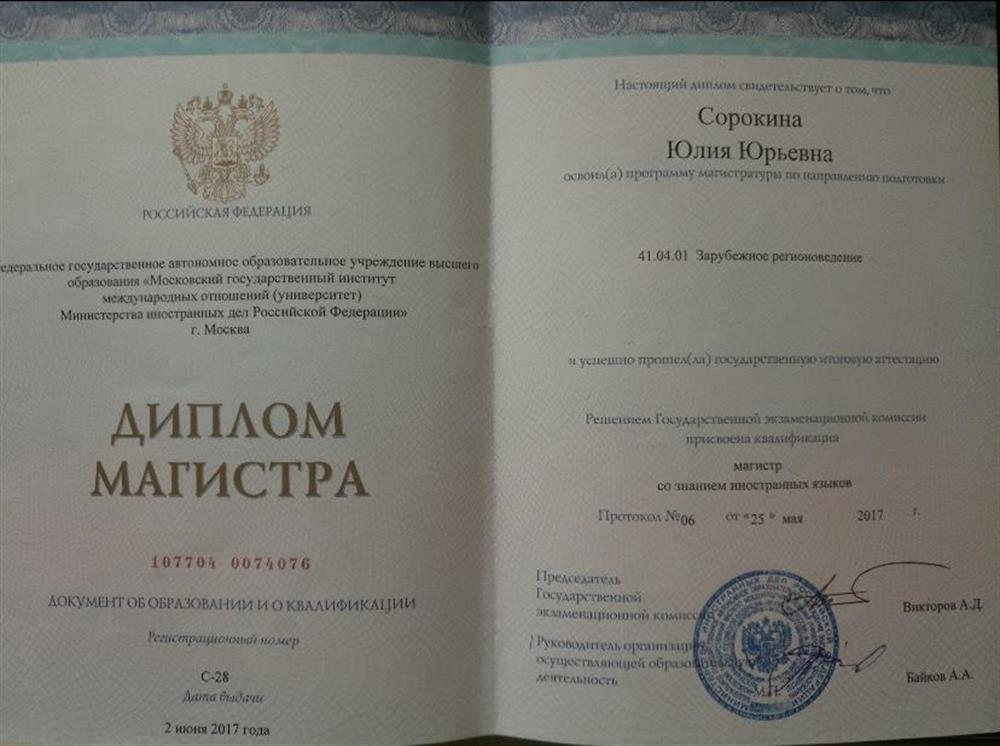 РОССИЙСКАЯ ФЕДЕРАЦИЯ
едеральное государственное автономное образовательное учреждение высшего
образования «Московский государственный институт
международных отношений (университет)
Министерства иностранных дел Российской Федерации»
г. Москва
ДИПЛОМ
МАГИСТРА
107704 0074076
ДОКУМЕНТ ОБ ОБРАЗОВАНИИ И О КВАЛИФИКАЦИИ
Регистрационный номер
С-28
Дата выдачи
2 июня 2017 года
Настоящий диплом свидетельствует о том, что
Сорокина
Юлия Юрьевна
освоил(а) программу магистратуры по направлению подготовки
41.04.01 Зарубежное регионоведение
и успешно прошел(ла) государственную итоговую аттестацию
Решением Государственной экзаменационной комиссии
присвоена квалификация
магистр
со знанием иностранных языков
Протокол №06 от «25 » мая 2017 г.
Председатель
Государственной
экзаменационной комиссии
Викторов А.Д.
Руководитель организации,
осуществляющей образовательную
деятельность
Байков А.А.
М.П.